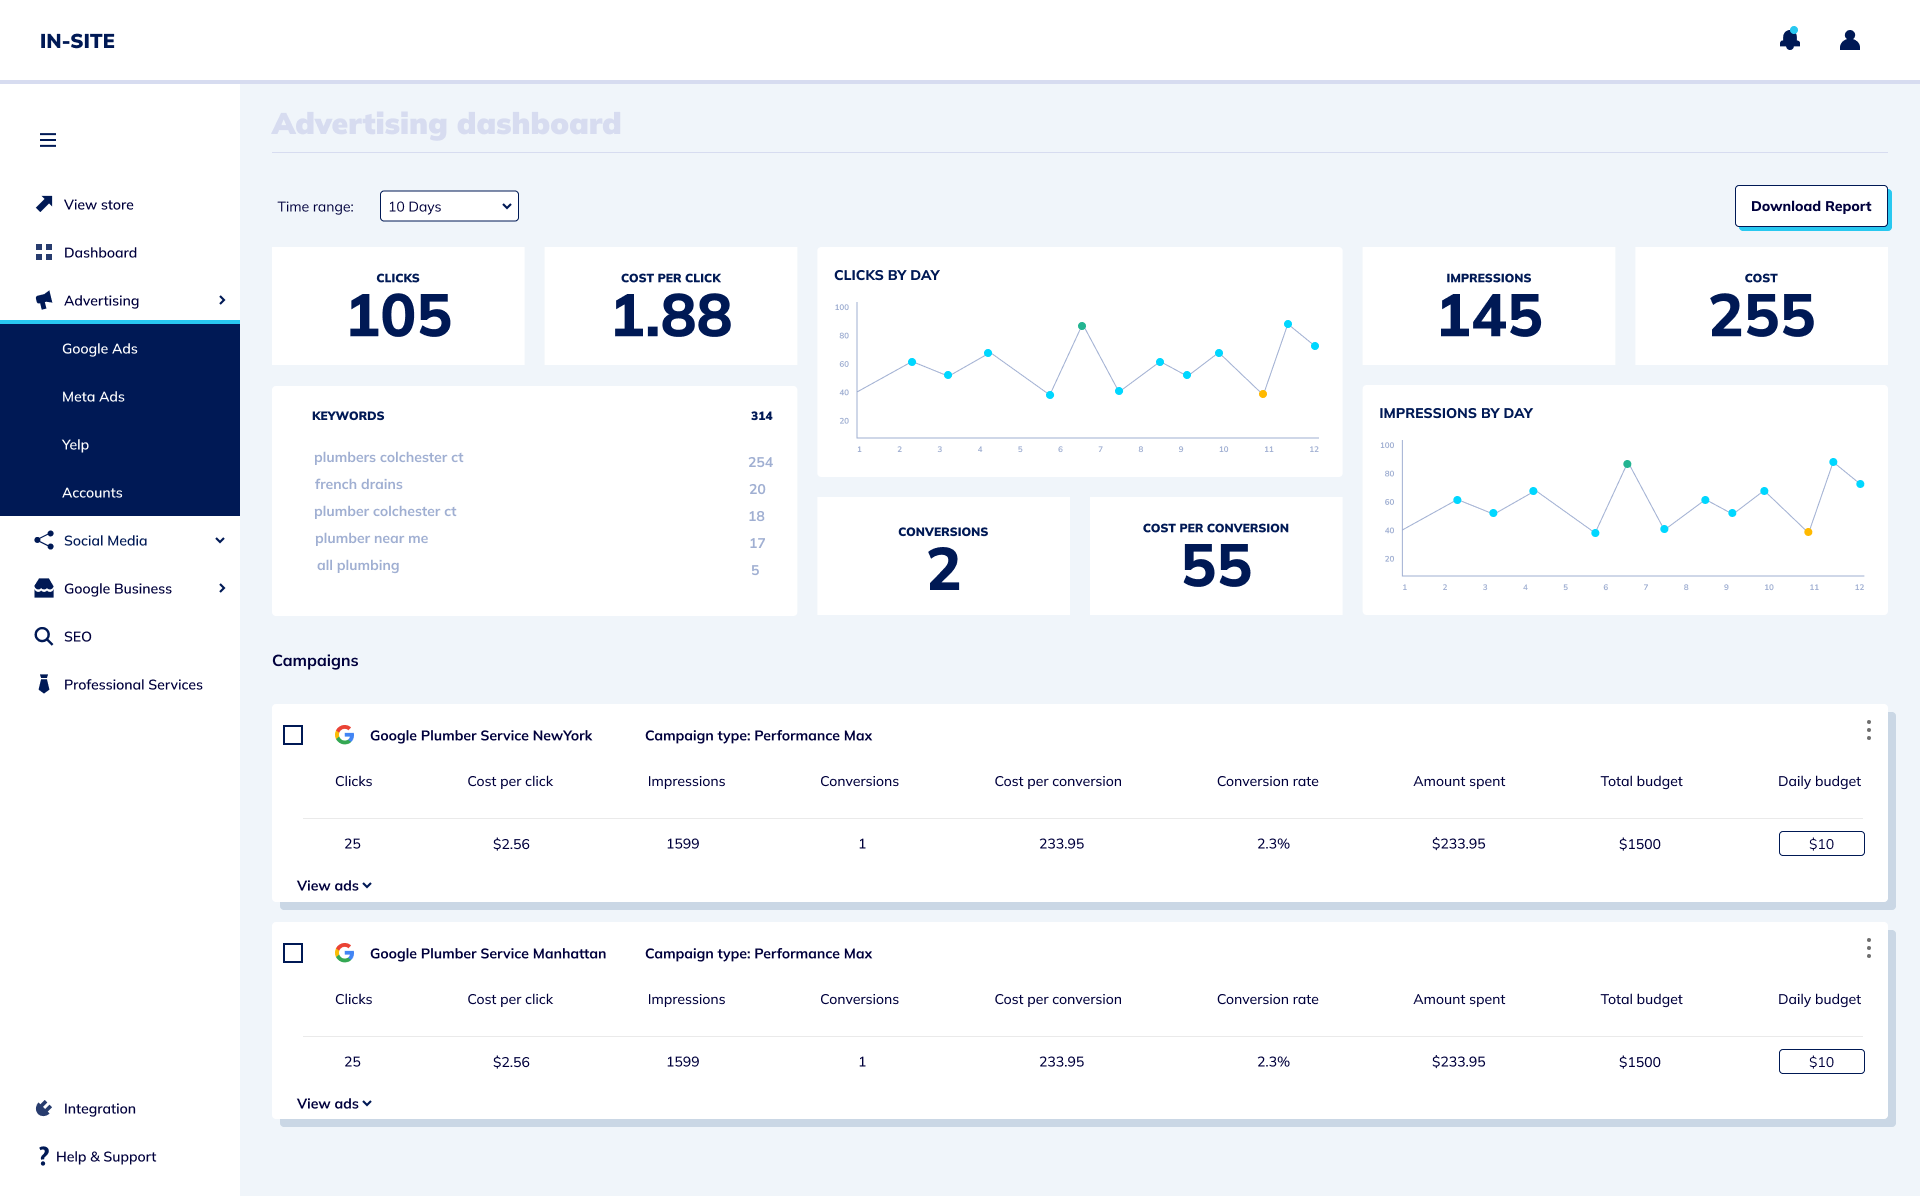 IN-SITE
View store
Dashboard
Advertising
Google Ads
Meta Ads
Yelp
Accounts
Social Media
Google Business
SEO
Professional Services
Integration
? Help & Support
Advertising dashboard
Time range:
10 Days
Download Report
CLICKS
105
COST PER CLICK
1.88
KEYWORDS 314
plumbers colchester ct 254
french drains 20
plumber colchester ct 18
plumber near me 17
all plumbing 5
CLICKS BY DAY
100
80
60
40
20
1 2 3 4 5 6 7 8 9 10 11 12
CONVERSIONS
2
COST PER CONVERSION
55
IMPRESSIONS
145
COST
255
IMPRESSIONS BY DAY
100
80
60
40
20
1 2 3 4 5 6 7 8 9 10 11 12
Campaigns
Google Plumber Service NewYork Campaign type: Performance Max
Clicks Cost per click Impressions Conversions Cost per conversion Conversion rate Amount spent Total budget Daily budget
25 $2.56 1599 1 233.95 2.3% $233.95 $1500 $10
View ads
Google Plumber Service Manhattan Campaign type: Performance Max
Clicks Cost per click Impressions Conversions Cost per conversion Conversion rate Amount spent Total budget Daily budget
25 $2.56 1599 1 233.95 2.3% $233.95 $1500 $10
View ads